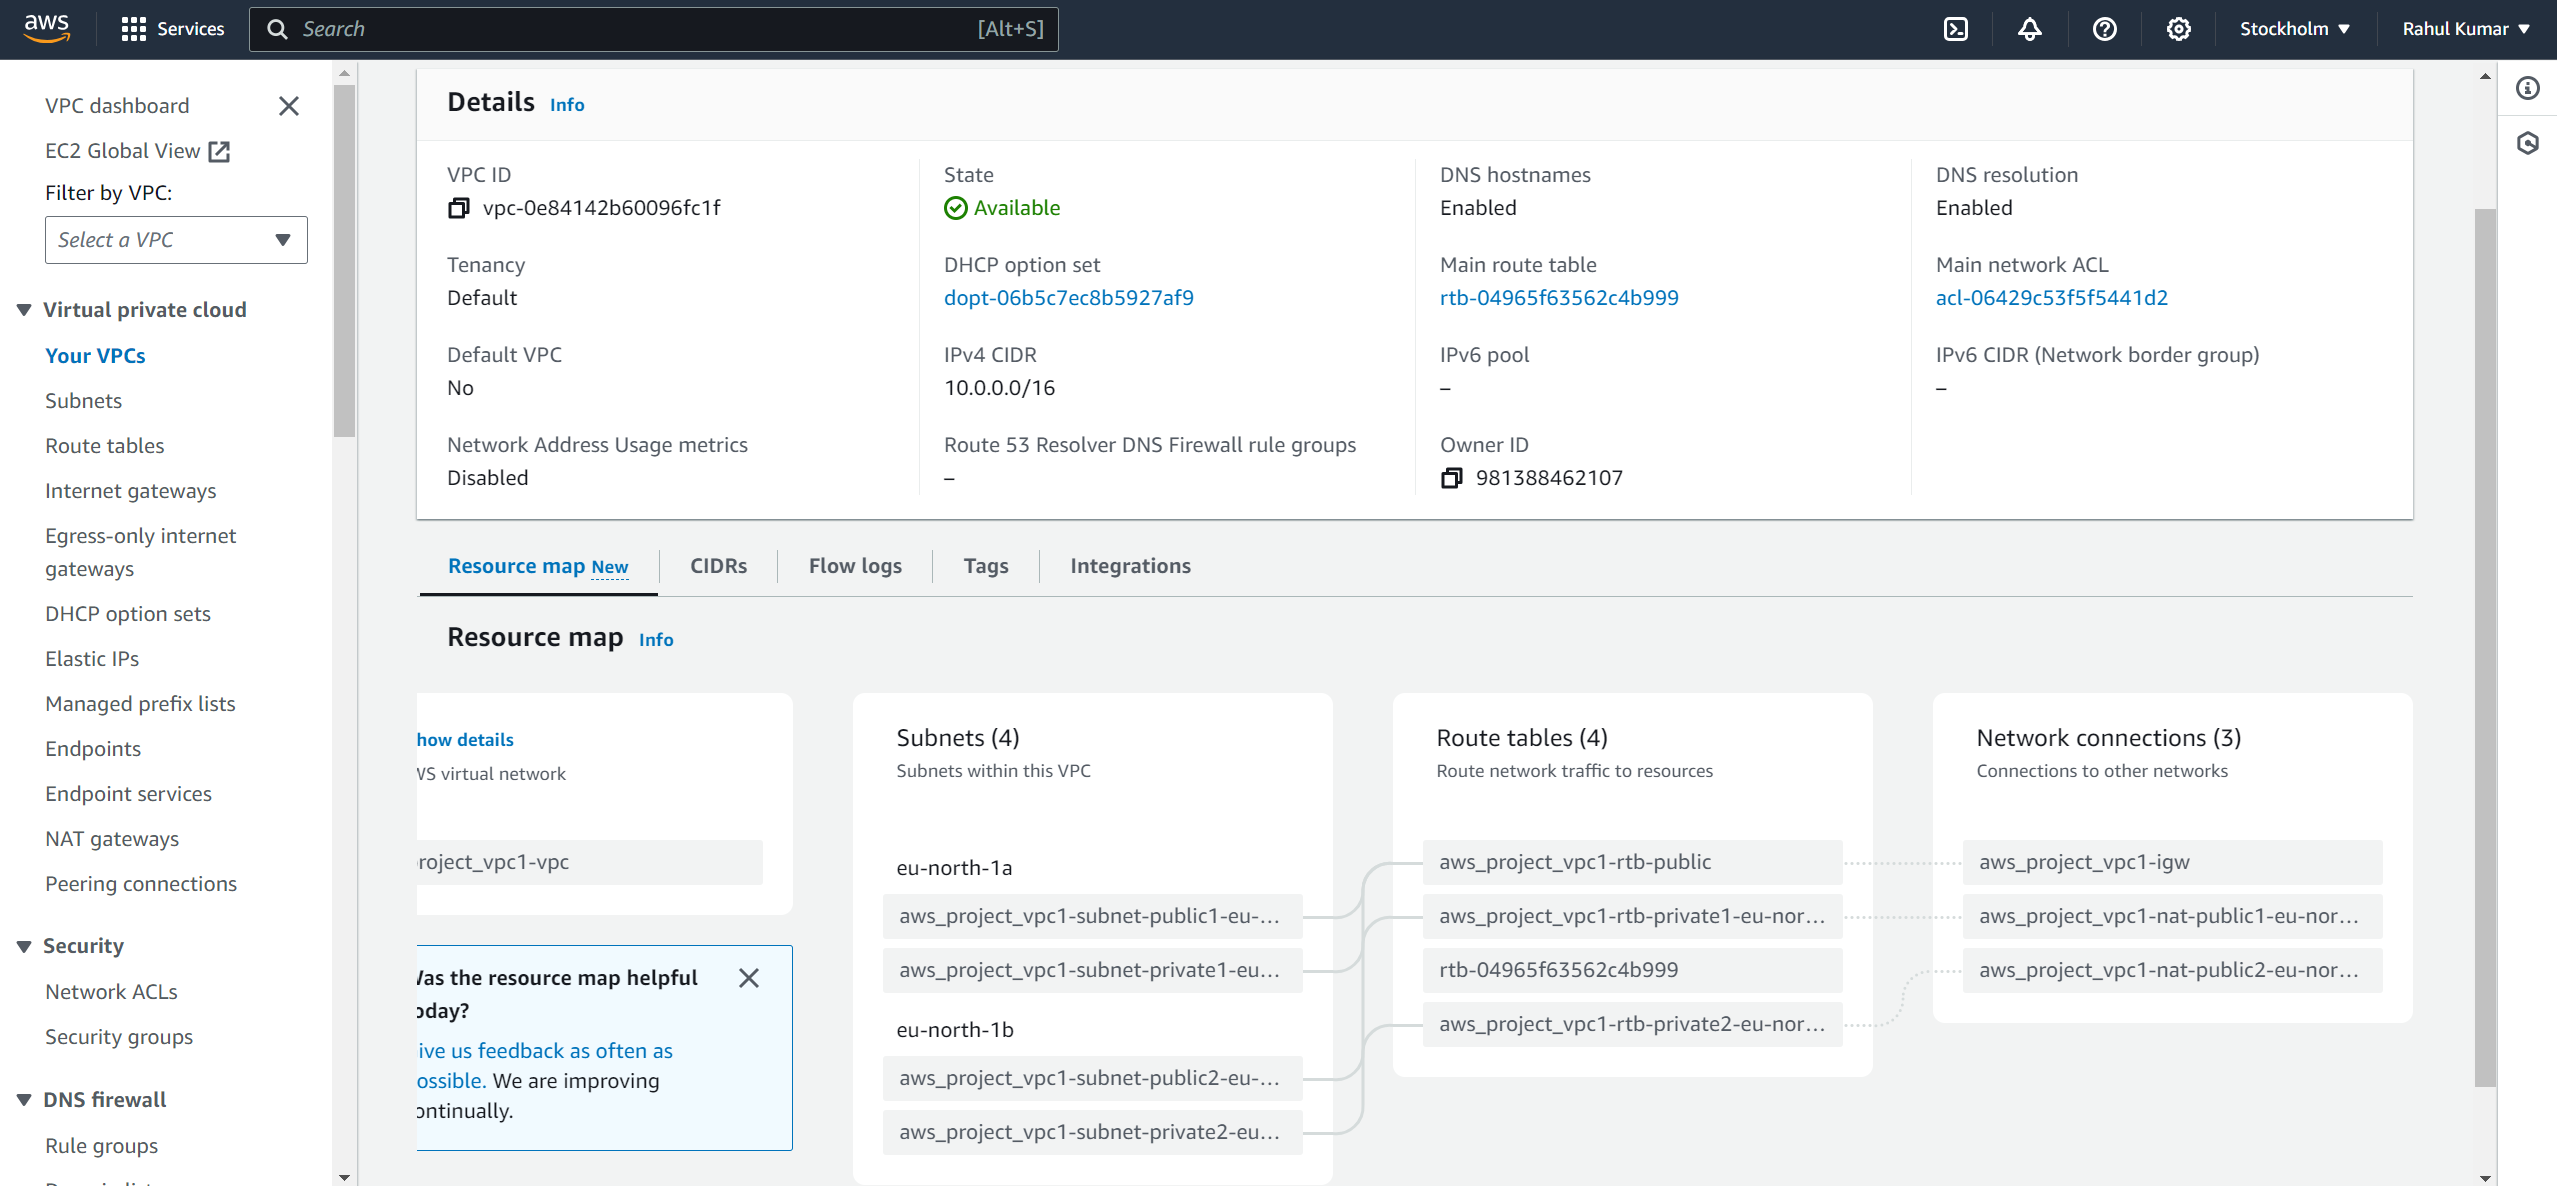 aws
Services
Search
[Alt+S]
Stockholm
Rahul Kumar
VPC dashboard
EC2 Global View
Filter by VPC:
Select a VPC
Virtual private cloud
Your VPCs
Subnets
Route tables
Internet gateways
Egress-only internet
gateways
DHCP option sets
Elastic IPs
Managed prefix lists
Endpoints
Endpoint services
NAT gateways
Peering connections
Security
Network ACLs
Security groups
DNS firewall
Rule groups
Details Info
VPC ID
vpc-0e84142b60096fc1f
State
Available
DNS hostnames
Enabled
DNS resolution
Enabled
Tenancy
Default
DHCP option set
dopt-06b5c7ec8b5927af9
Main route table
rtb-04965f63562c4b999
Main network ACL
acl-06429c53f5f5441d2
Default VPC
No
IPv4 CIDR
10.0.0.0/16
IPv6 pool
–
IPv6 CIDR (Network border group)
–
Network Address Usage metrics
Disabled
Route 53 Resolver DNS Firewall rule groups
–
Owner ID
981388462107
Resource map New
CIDRs
Flow logs
Tags
Integrations
Resource map Info
how details
WS virtual network
roject_vpc1-vpc
Was the resource map helpful
oday?
ive us feedback as often as
ossible. We are improving
ontinually.
Subnets (4)
Subnets within this VPC
eu-north-1a
aws_project_vpc1-subnet-public1-eu-...
aws_project_vpc1-subnet-private1-eu...
eu-north-1b
aws_project_vpc1-subnet-public2-eu-...
aws_project_vpc1-subnet-private2-eu...
Route tables (4)
Route network traffic to resources
aws_project_vpc1-rtb-public
aws_project_vpc1-rtb-private1-eu-nor...
rtb-04965f63562c4b999
aws_project_vpc1-rtb-private2-eu-nor...
Network connections (3)
Connections to other networks
aws_project_vpc1-igw
aws_project_vpc1-nat-public1-eu-nor...
aws_project_vpc1-nat-public2-eu-nor...